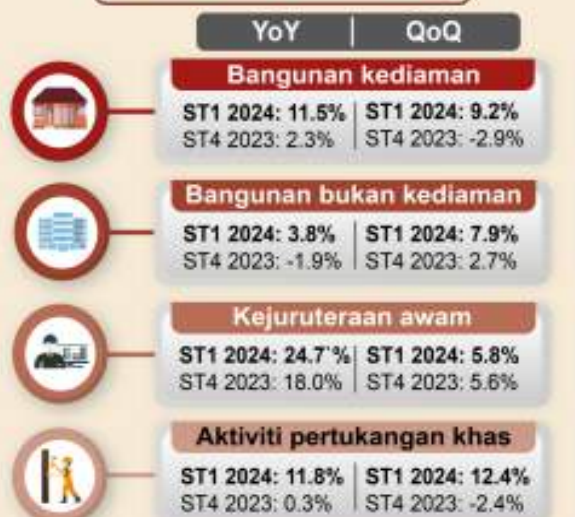 YoY | QoQ
Bangunan kediaman
ST1 2024: 11.5% | ST1 2024: 9.2%
ST4 2023: 2.3% | ST4 2023: -2.9%
Bangunan bukan kediaman
ST1 2024: 3.8% | ST1 2024: 7.9%
ST4 2023: -1.9% | ST4 2023: 2.7%
Kejuruteraan awam
ST1 2024: 24.7`% | ST1 2024: 5.8%
ST4 2023: 18.0% | ST4 2023: 5.6%
Aktiviti pertukangan khas
ST1 2024: 11.8% | ST1 2024: 12.4%
ST4 2023: 0.3% | ST4 2023: -2.4%